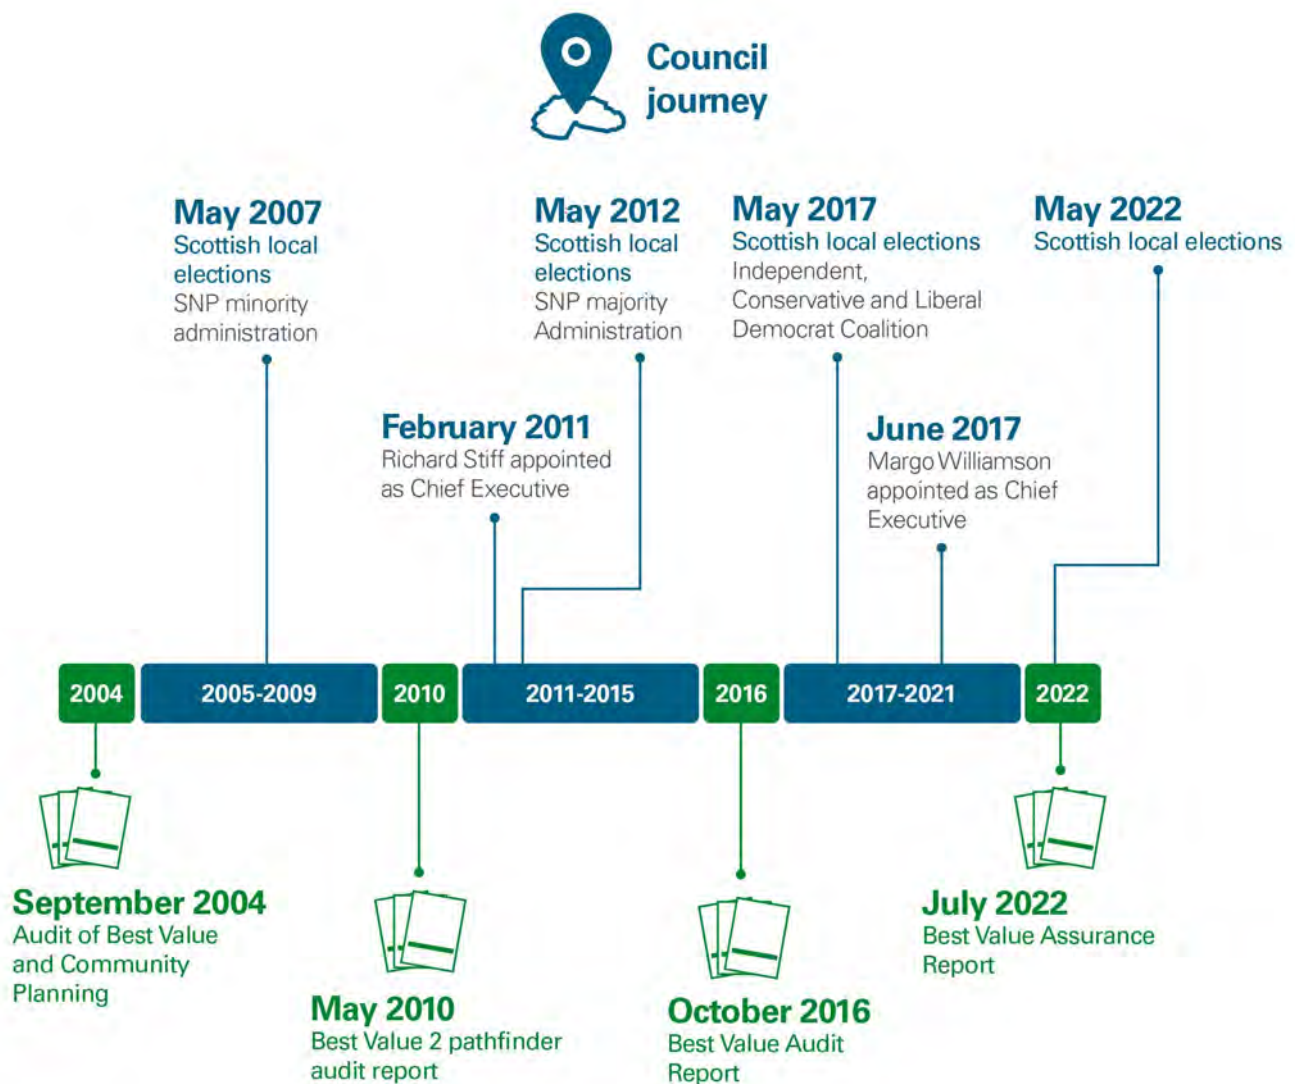 Council
journey
May 2007
Scottish local
elections
SNP minority
administration
May 2012
Scottish local
elections
SNP majority
Administration
May 2017
Scottish local elections
Independent,
Conservative and Liberal
Democrat Coalition
May 2022
Scottish local elections
February 2011
Richard Stiff appointed
as Chief Executive
June 2017
Margo Williamson
appointed as Chief
Executive
2004
2005-2009
2010
2011-2015
2016
2017-2021
2022
September 2004
Audit of Best Value
and Community
Planning
May 2010
Best Value 2 pathfinder
audit report
October 2016
Best Value Audit
Report
July 2022
Best Value Assurance
Report